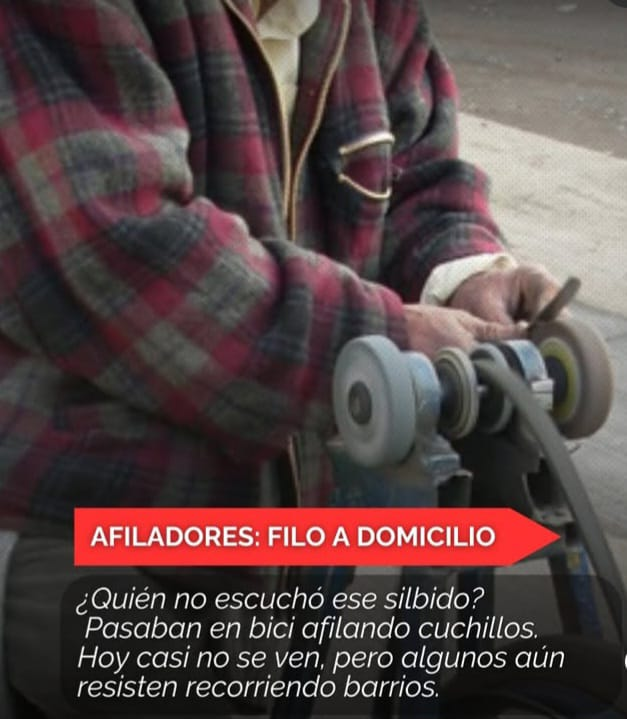 AFILADORES: FILO A DOMICILIO
¿Quién no escuchó ese silbido?
Pasaban en bici afilando cuchillos.
Hoy casi no se ven, pero algunos aún
resisten recorriendo barrios.